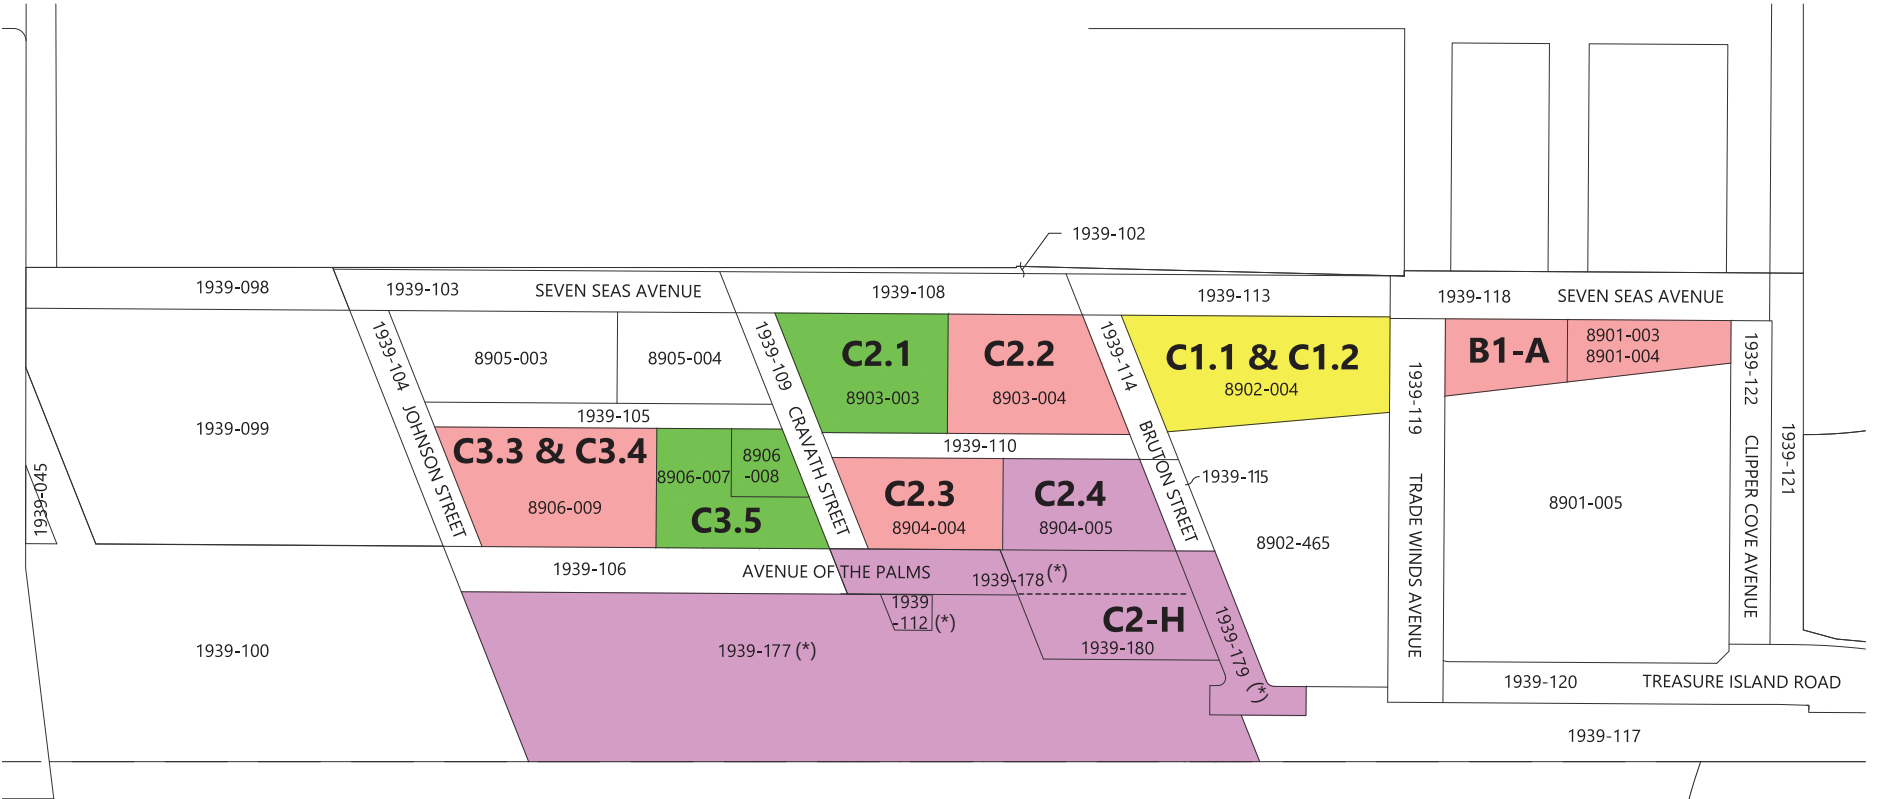 1939-102
1939-098
1939-103
SEVEN SEAS AVENUE
1939-108
1939-113
1939-118
SEVEN SEAS AVENUE
1939-104 JOHNSON STREET
8905-003
8905-004
1939-109 CRAVATH STREET
C2.1
8903-003
C2.2
8903-004
1939-114 BRUTON STREET
C1.1 & C1.2
8902-004
1939-119 TRADE WINDS AVENUE
B1-A
8901-003
8901-004
1939-122 CLIPPER COVE AVENUE
1939-121
1939-099
1939-105
1939-110
1939-045
C3.3 & C3.4
8906-009
8906-007
8906
-008
C3.5
C2.3
8904-004
C2.4
8904-005
1939-115
8902-465
8901-005
1939-106
AVENUE OF THE PALMS
1939-178 (*)
1939
-112 (*)
C2-H
1939-180
1939-179 (*)
1939-100
1939-177 (*)
1939-120
TREASURE ISLAND ROAD
1939-117